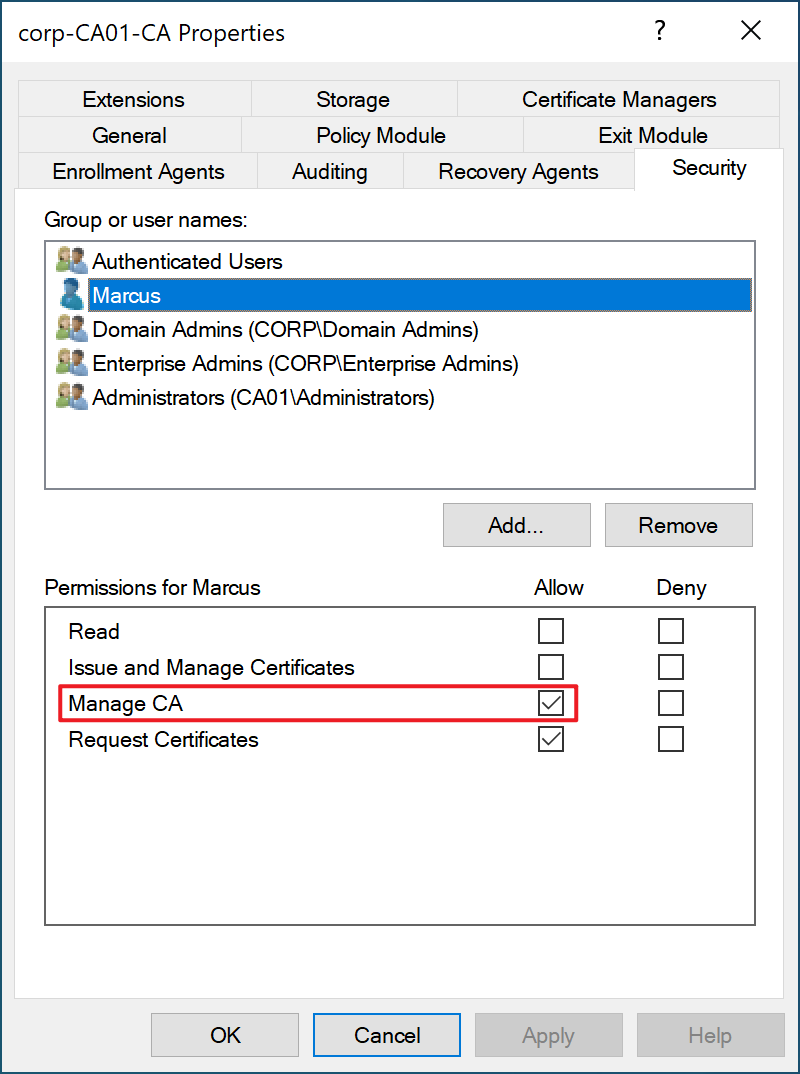 corp-CA01-CA Properties ?
Extensions Storage Certificate Managers
General Policy Module Exit Module
Enrollment Agents Auditing Recovery Agents Security
Group or user names:
Authenticated Users
Marcus
Domain Admins (CORP\Domain Admins)
Enterprise Admins (CORP\Enterprise Admins)
Administrators (CA01\Administrators)
Add... Remove
Permissions for Marcus Allow Deny
Read
Issue and Manage Certificates
Manage CA
Request Certificates
OK Cancel Apply Help